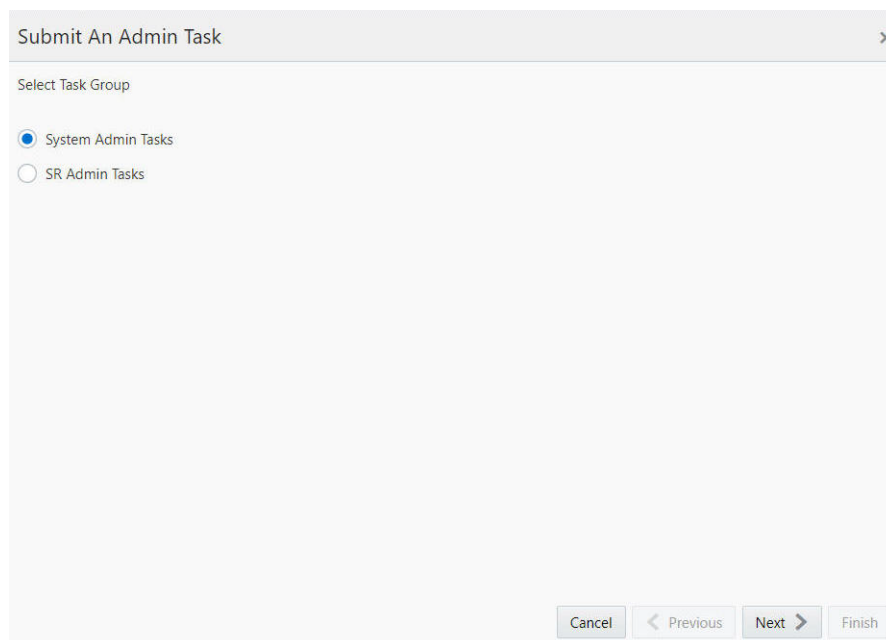 Submit An Admin Task
Select Task Group
System Admin Tasks
SR Admin Tasks
Cancel Previous Next Finish